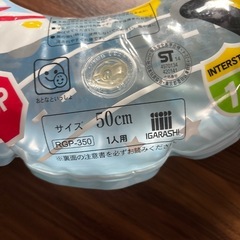 おとなといっしょ
ST
INTERST
サイズ 50cm
RGP-350 1人用
IGARASHI
※裏面の注意書を必ずお読みください